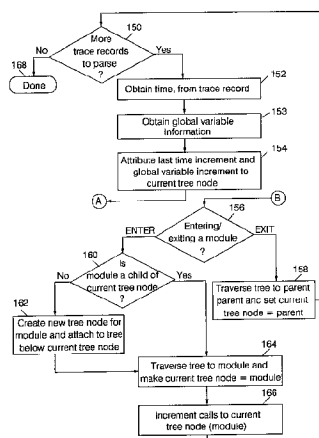 150
More
trace records
to parse
?
No
Yes
168
Done
152
Obtain time, from trace record
153
Obtain global variable
information
154
Attribute last time increment and
global variable increment to
current tree node
A
B
156
Entering/
exiting a module
?
ENTER
EXIT
160
Is
module a child of
current tree node
?
No
Yes
158
Traverse tree to parent
parent and set current
tree node = parent
162
Create new tree node for
module and attach to tree
below current tree node
164
Traverse tree to module and
make current tree node = module
166
Increment calls to current
tree node (module)